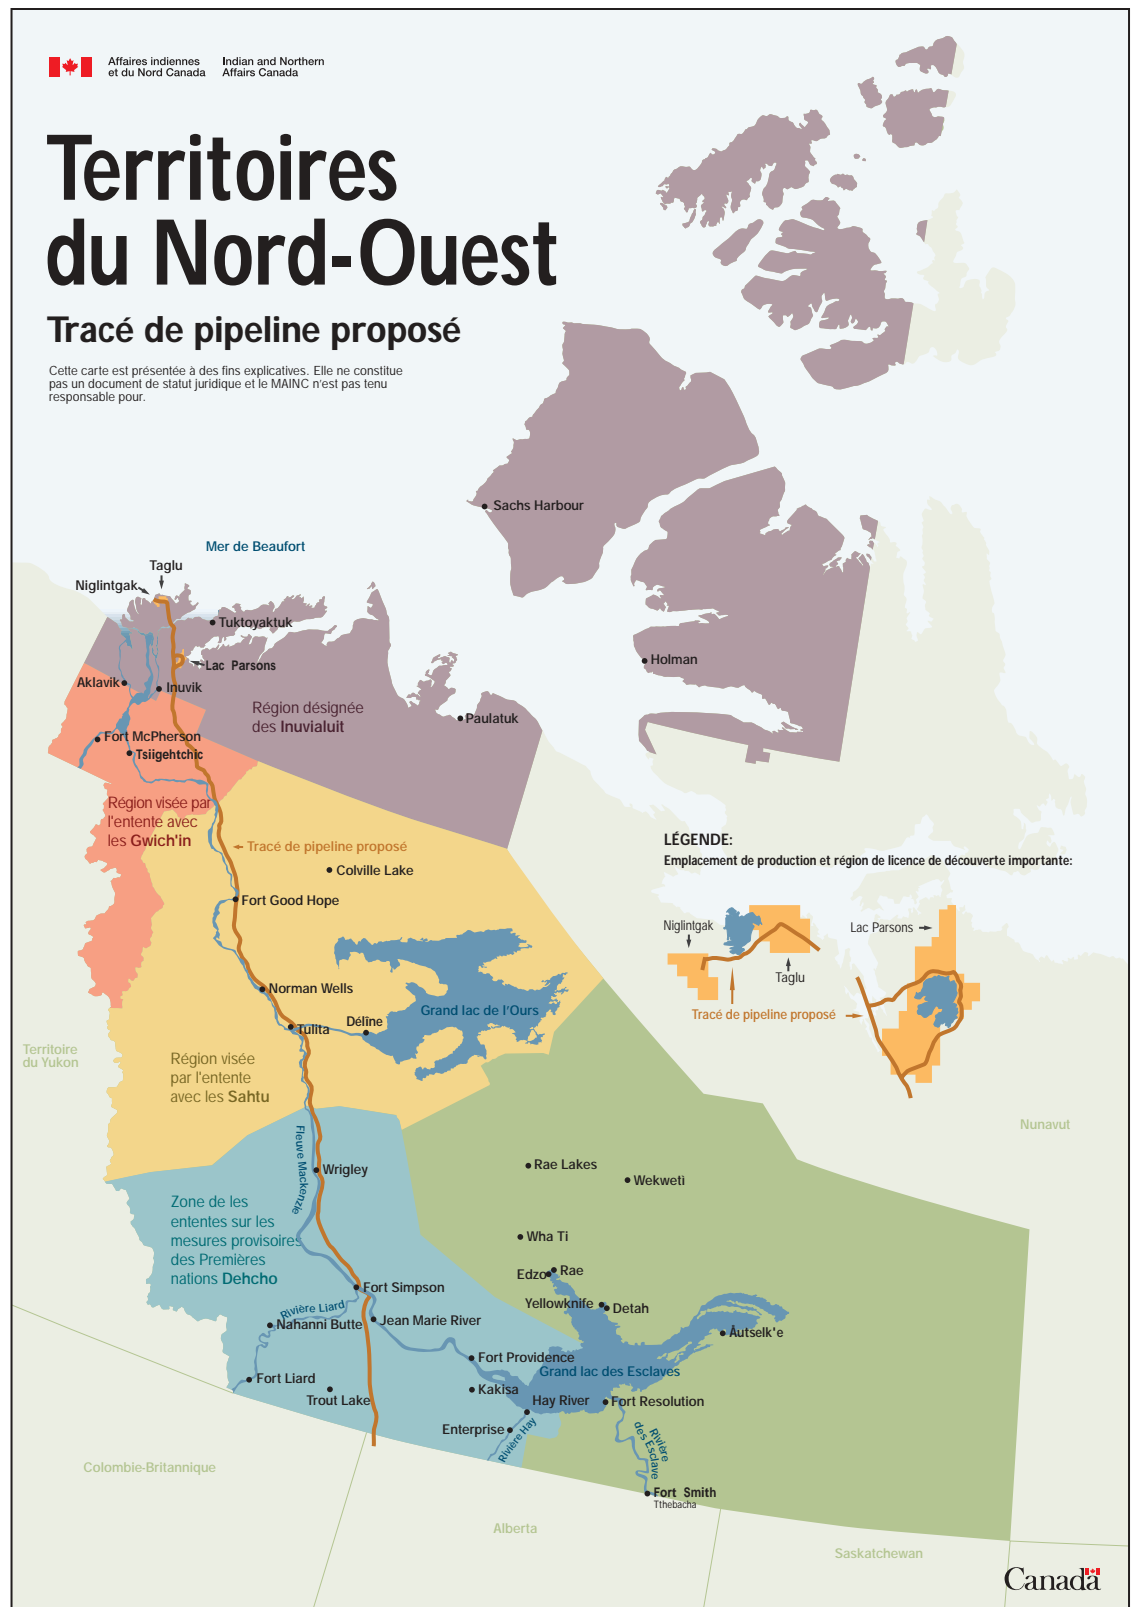 Affaires indiennes
et du Nord Canada
Indian and Northern
Affairs Canada
Territoires
du Nord-Ouest
Tracé de pipeline proposé
Cette carte est présentée à des fins explicatives. Elle ne constitue
pas un document de statut juridique et le MAINC n'est pas tenu
responsable pour.
Sachs Harbour
Mer de Beaufort
Taglu
Niglintgak
Tuktoyaktuk
Holman
Lac Parsons
Aklavik
Inuvik
Région désignée
des Inuvialuit
Paulatuk
Fort McPherson
Tsiigehtchic
Région visée par
l'entente avec
les Gwich'in
Tracé de pipeline proposé
Colville Lake
Fort Good Hope
LÉGENDE:
Emplacement de production et région de licence de découverte importante:
Niglintgak
Lac Parsons
Taglu
Tracé de pipeline proposé
Norman Wells
Grand lac de l'Ours
Délîne
Tulita
Territoire
du Yukon
Région visée
par l'entente
avec les Sahtu
Nunavut
Fleuve Mackenzie
Wrigley
Rae Lakes
Wekweti
Zone de les
ententes sur les
mesures provisoires
des Premières
nations Dehcho
Wha Ti
Edzo
Rae
Fort Simpson
Yellowknife
Detah
Rivière Liard
Nahanni Butte
Jean Marie River
Åutselk'e
Fort Providence
Grand lac des Esclaves
Fort Liard
Trout Lake
Kakisa
Hay River
Fort Resolution
Enterprise
Rivière Hay
Rivière
des Esclave
Fort Smith
Tthebacha
Colombie-Britannique
Alberta
Saskatchewan
Canada